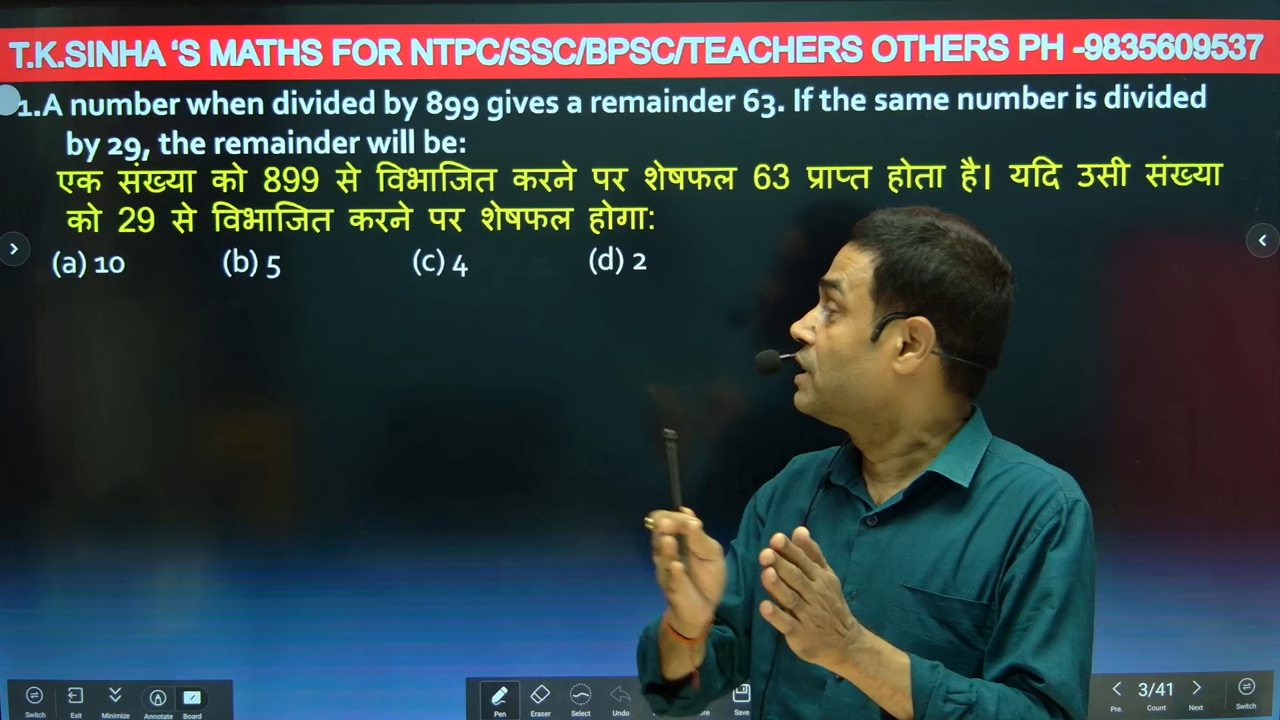 T.K.SINHA ‘S MATHS FOR NTPC/SSC/BPSC/TEACHERS OTHERS PH -9835609537
1.A number when divided by 899 gives a remainder 63. If the same number is divided
by 29, the remainder will be:
एक संख्या को 899 से विभाजित करने पर शेषफल 63 प्राप्त होता है। यदि उसी संख्या
को 29 से विभाजित करने पर शेषफल होगा:
(a) 10 (b) 5 (c) 4 (d) 2
Switch Exit Minimize Annotate Board Pen Eraser Select Undo Save 3/41 Pre. Count Next Switch